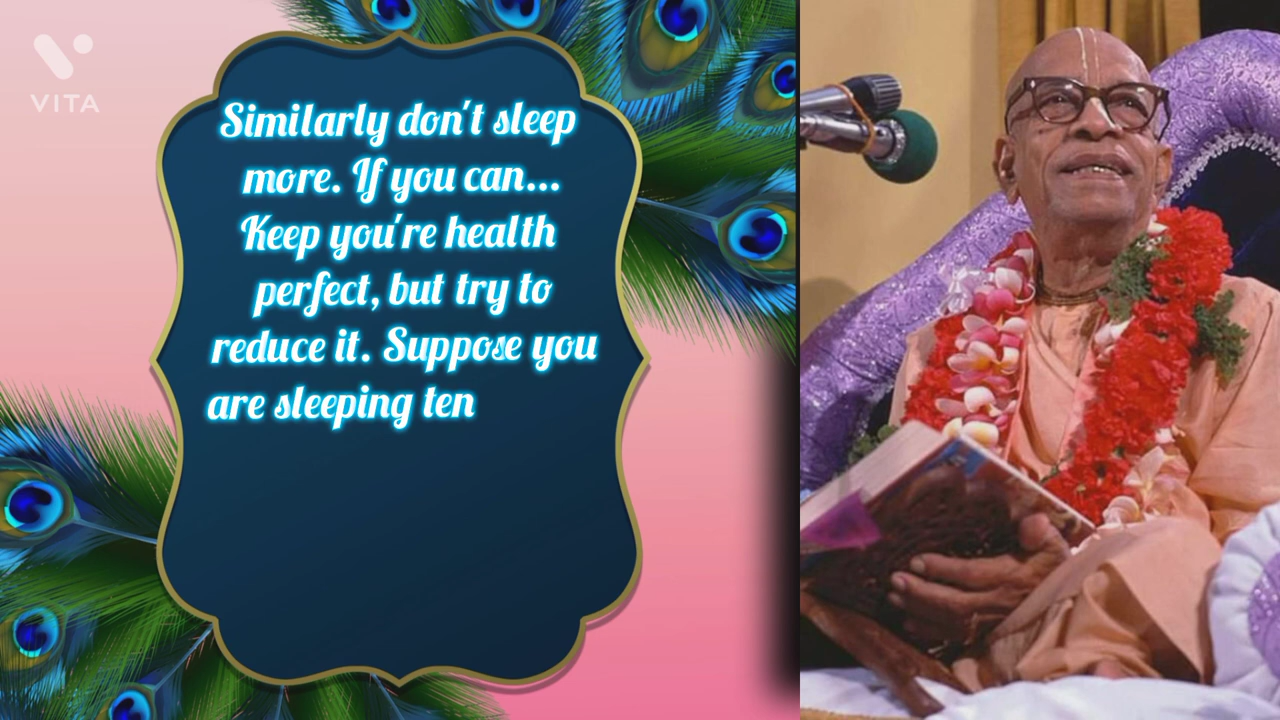 VITA
Similarly don't sleep
more. If you can...
Keep you're health
perfect, but try to
reduce it. Suppose you
are sleeping ten